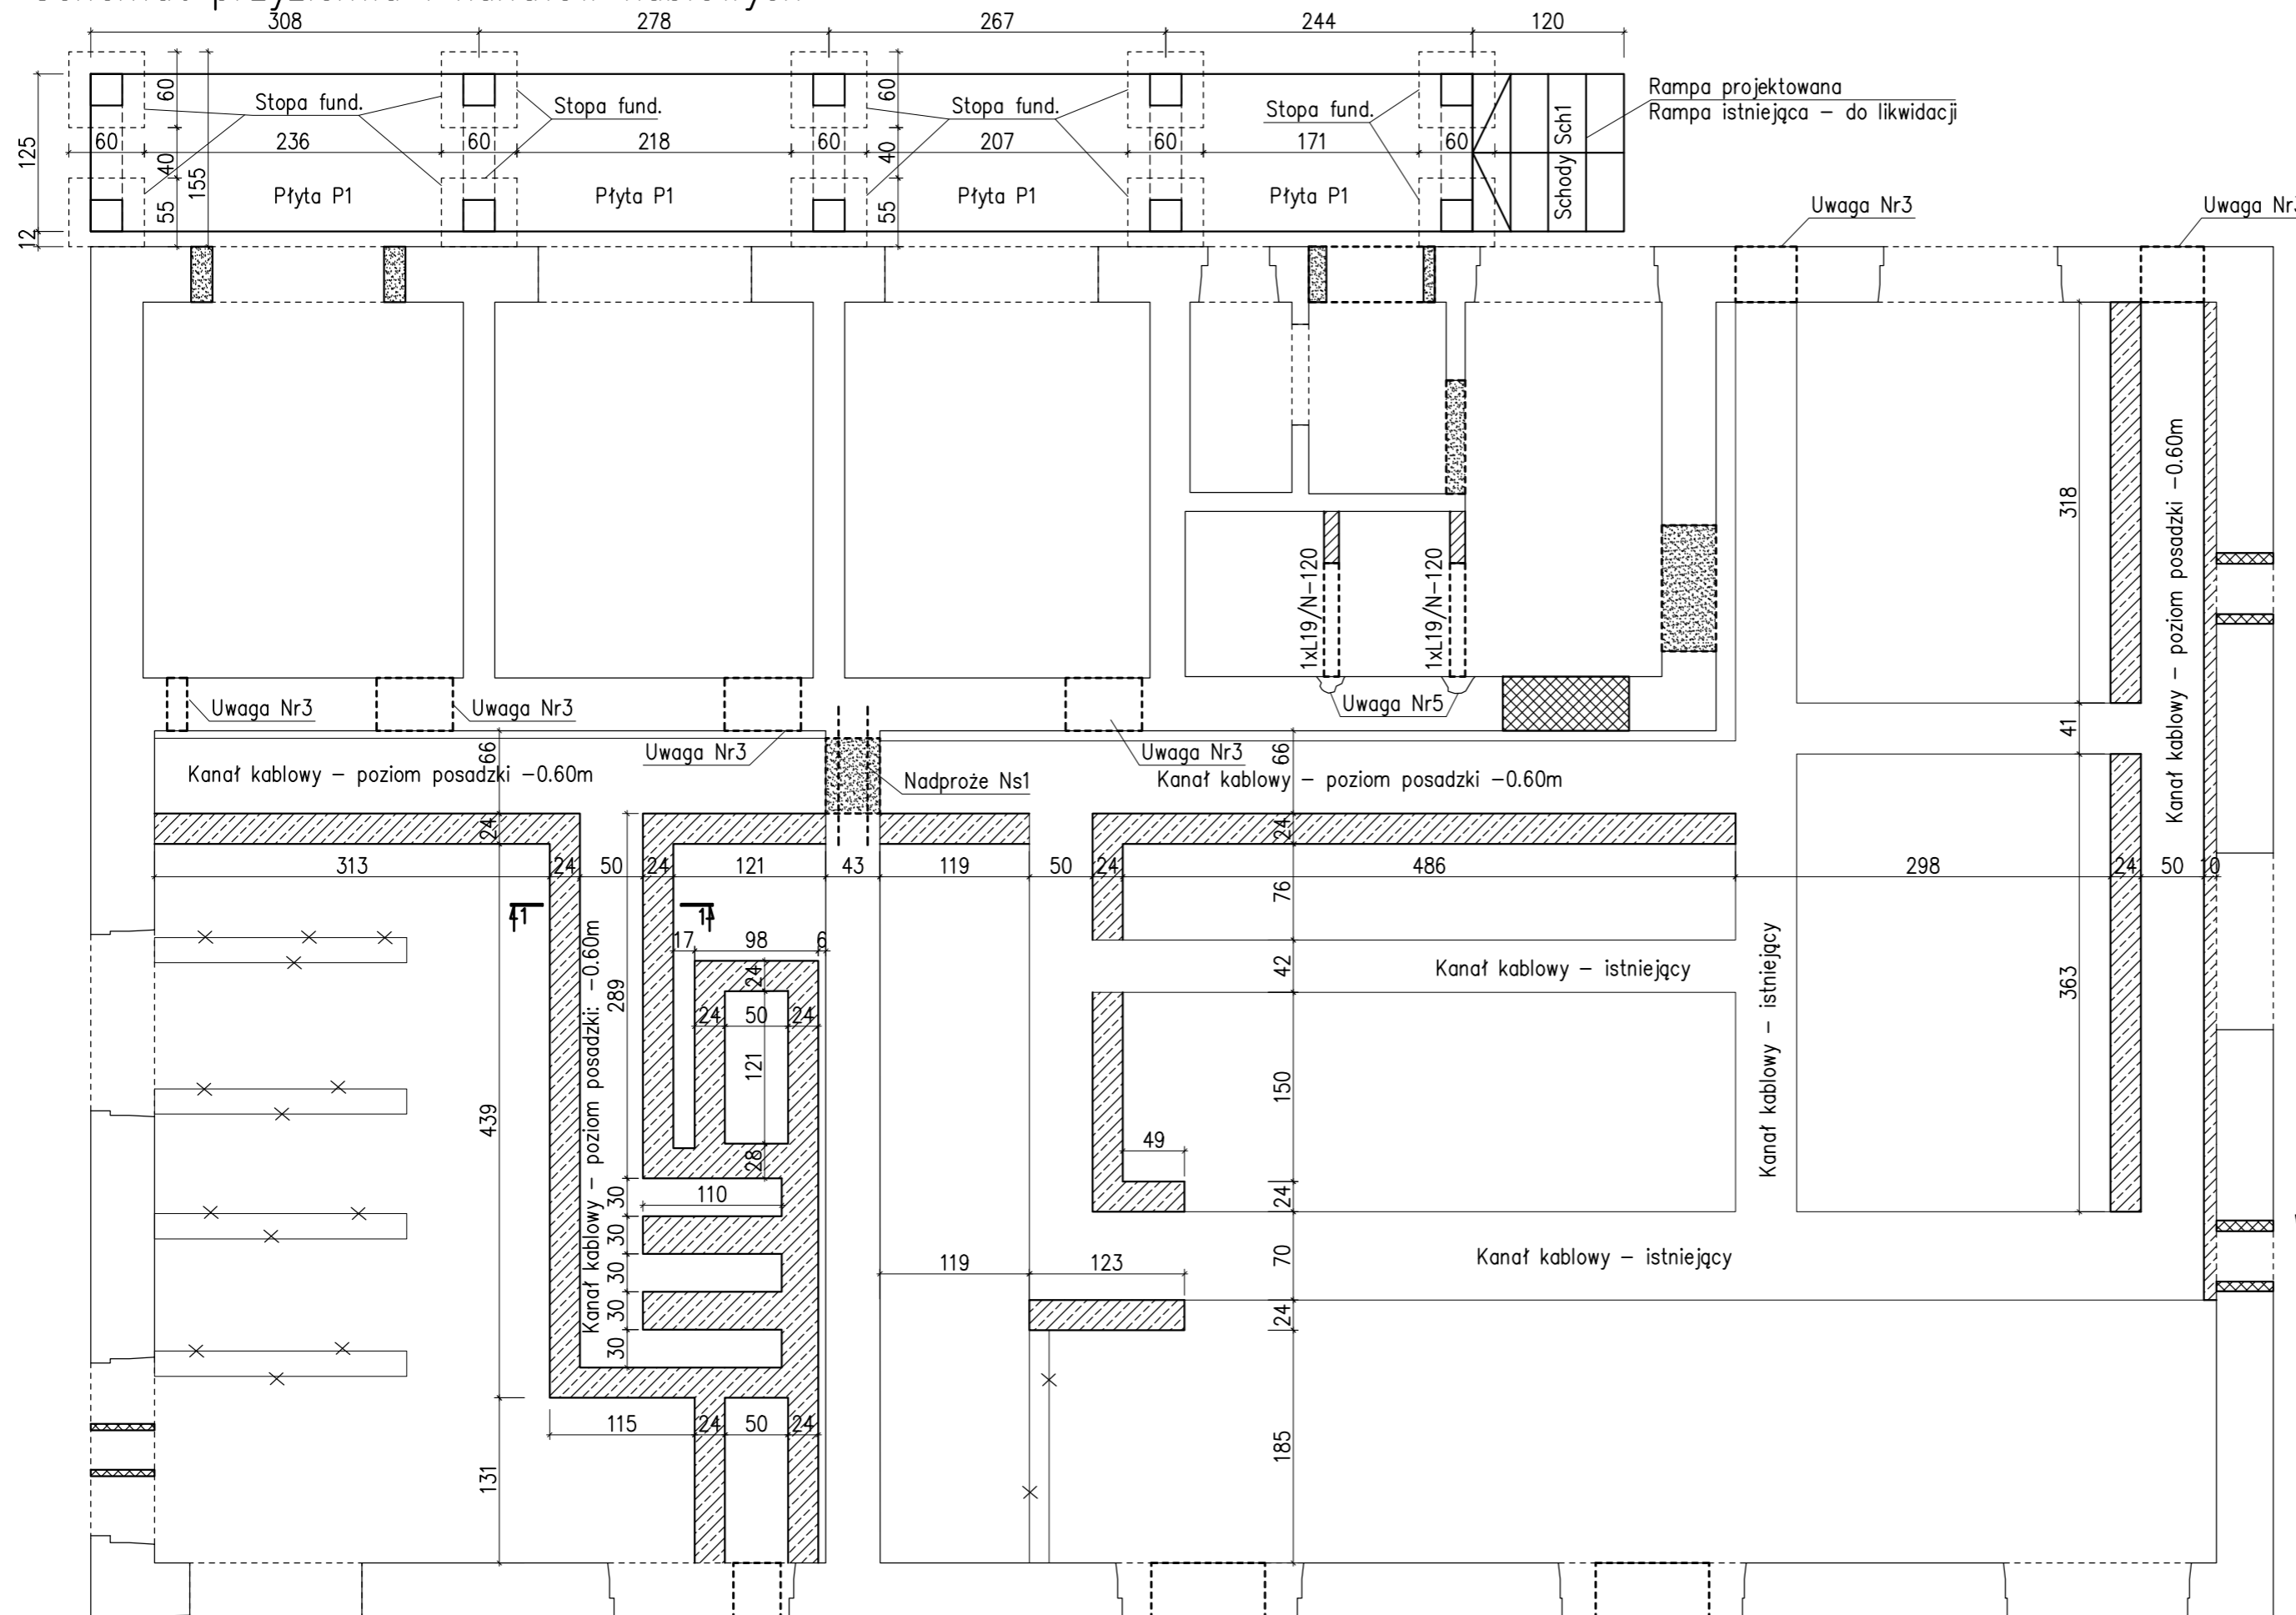 308
278
267
244
120
Rampa projektowana
Rampa istniejąca – do likwidacji
Stopa fund.
Stopa fund.
Stopa fund.
Stopa fund.
60
60
125
12
60
236
60
218
60
207
60
171
60
40
155
55
40
55
Płyta P1
Płyta P1
Płyta P1
Płyta P1
Schody Sch1
Uwaga Nr3
Uwaga Nr3
318
Kanał kablowy – poziom posadzki –0.60m
1xL19/N–120
1xL19/N–120
Uwaga Nr3
Uwaga Nr3
Uwaga Nr5
41
Uwaga Nr3
Uwaga Nr3
66
66
Kanał kablowy – poziom posadzki –0.60m
Nadproże Ns1
Kanał kablowy – poziom posadzki –0.60m
24
24
313
24
50
24
121
43
119
50
24
486
298
24
50
10
76
1
1
17
98
6
Kanał kablowy – poziom posadzki: –0.60m
289
24
42
Kanał kablowy – istniejący
Kanał kablowy – istniejący
363
24
50
24
121
439
150
49
28
30
110
24
30
30
30
30
70
Kanał kablowy – istniejący
119
123
24
115
24
50
24
131
185